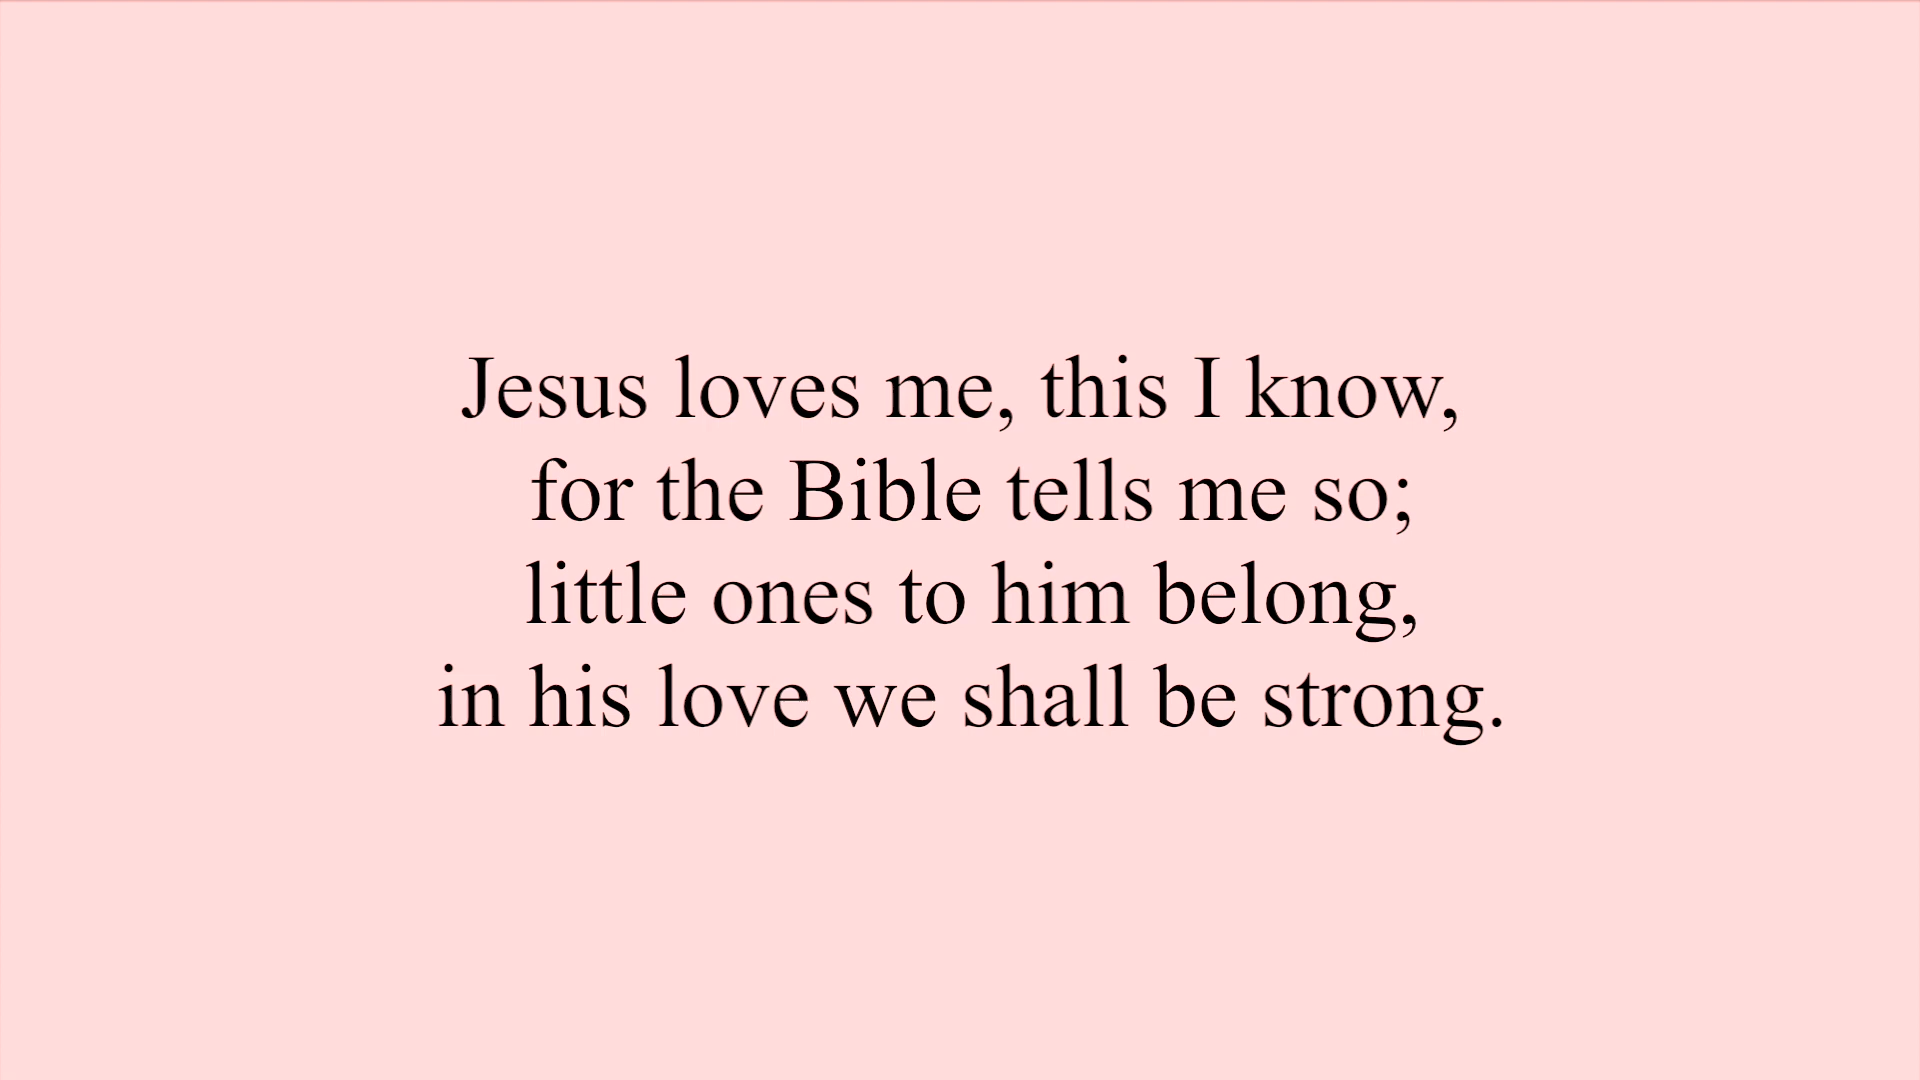 Jesus loves me, this I know,
for the Bible tells me so;
little ones to him belong,
in his love we shall be strong.